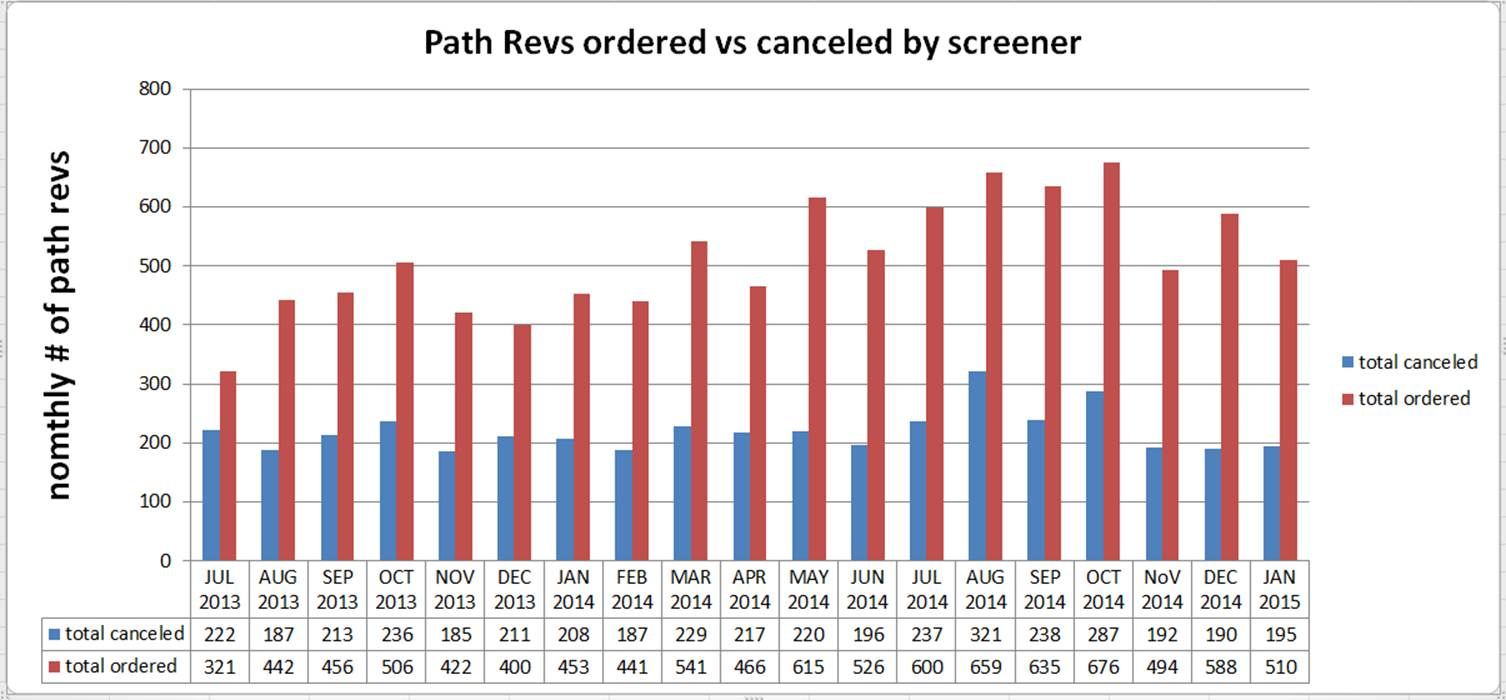 Path Revs ordered vs canceled by screener
nomthly # of path revs
800
700
600
500
400
300
200
100
0
JUL AUG SEP OCT NOV DEC JAN FEB MAR APR MAY JUN JUL AUG SEP OCT NoV DEC JAN
2013 2013 2013 2013 2013 2013 2014 2014 2014 2014 2014 2014 2014 2014 2014 2014 2014 2014 2015
total canceled 222 187 213 236 185 211 208 187 229 217 220 196 237 321 238 287 192 190 195
total ordered 321 442 456 506 422 400 453 441 541 466 615 526 600 659 635 676 494 588 510
total canceled
total ordered